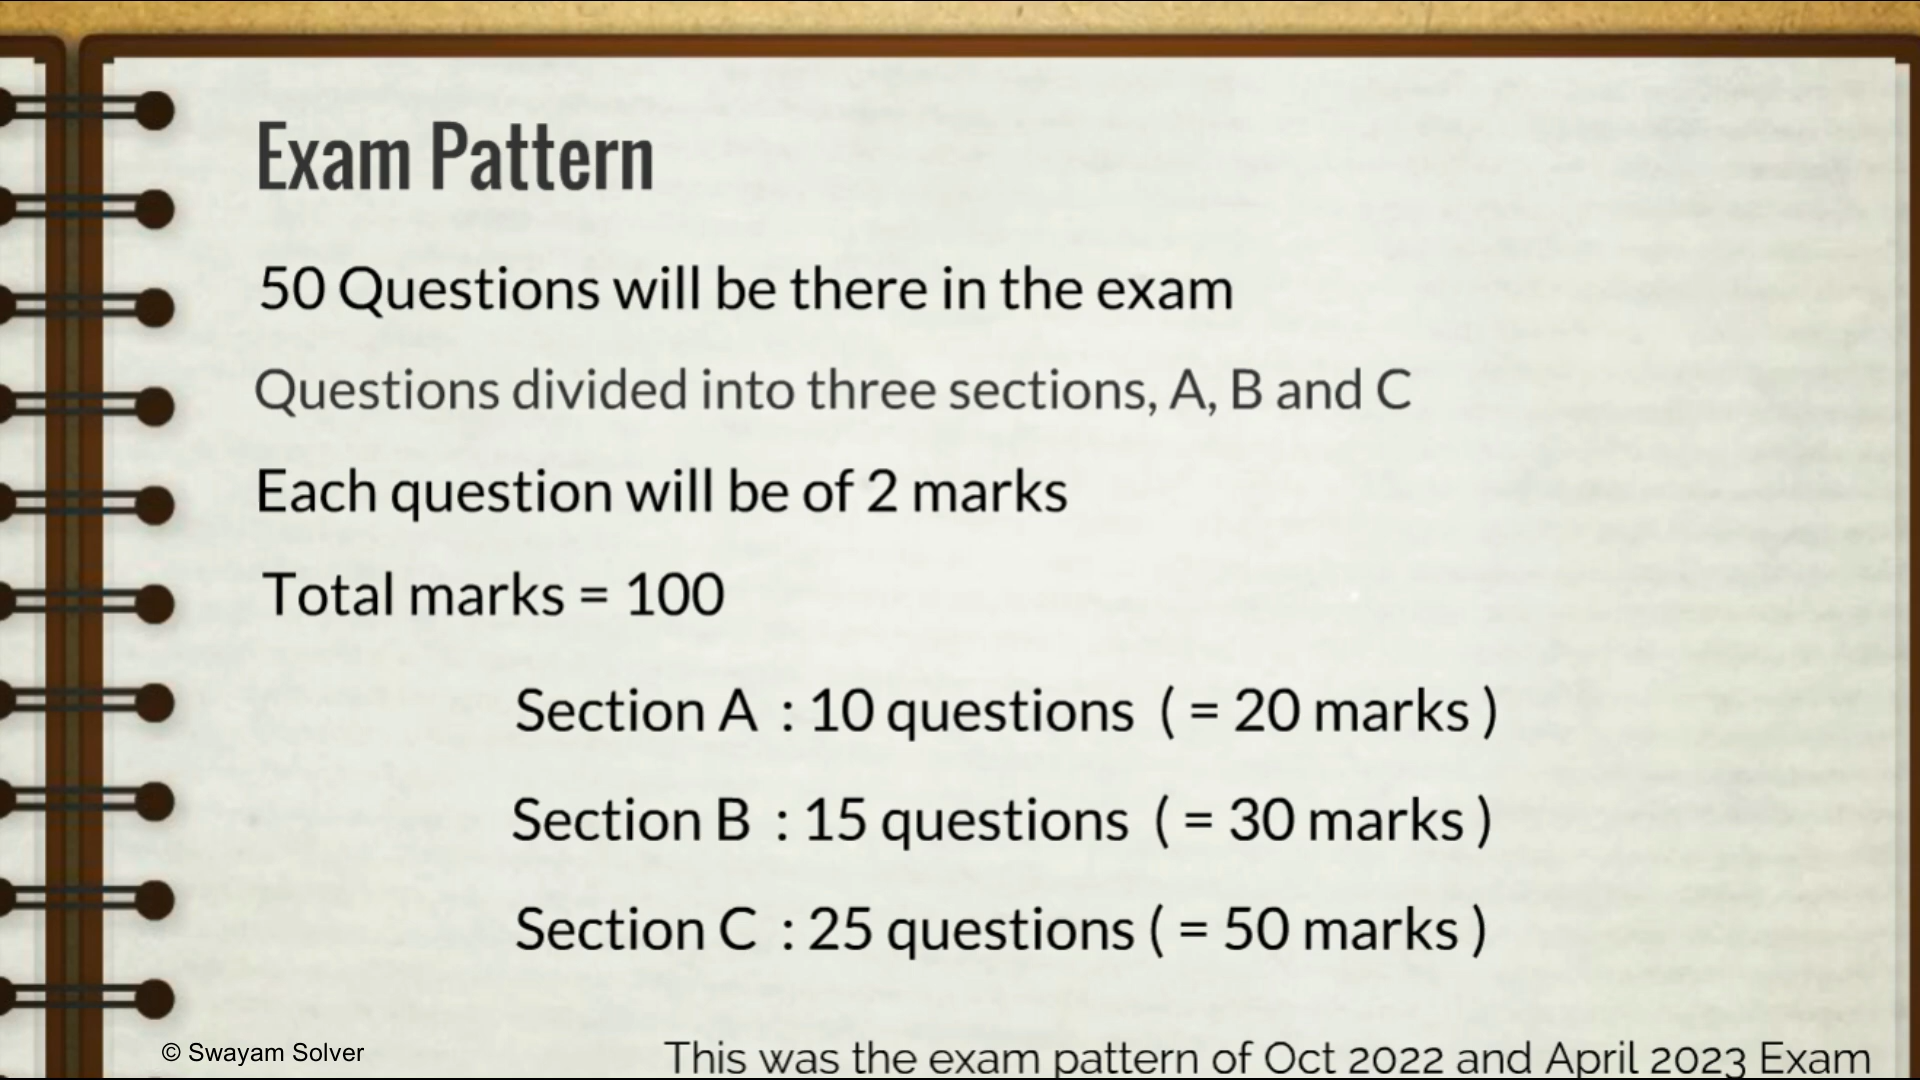 Exam Pattern
50 Questions will be there in the exam
Questions divided into three sections, A, B and C
Each question will be of 2 marks
Total marks = 100
Section A : 10 questions ( = 20 marks )
Section B : 15 questions ( = 30 marks )
Section C : 25 questions ( = 50 marks )
© Swayam Solver
This was the exam pattern of Oct 2022 and April 2023 Exam